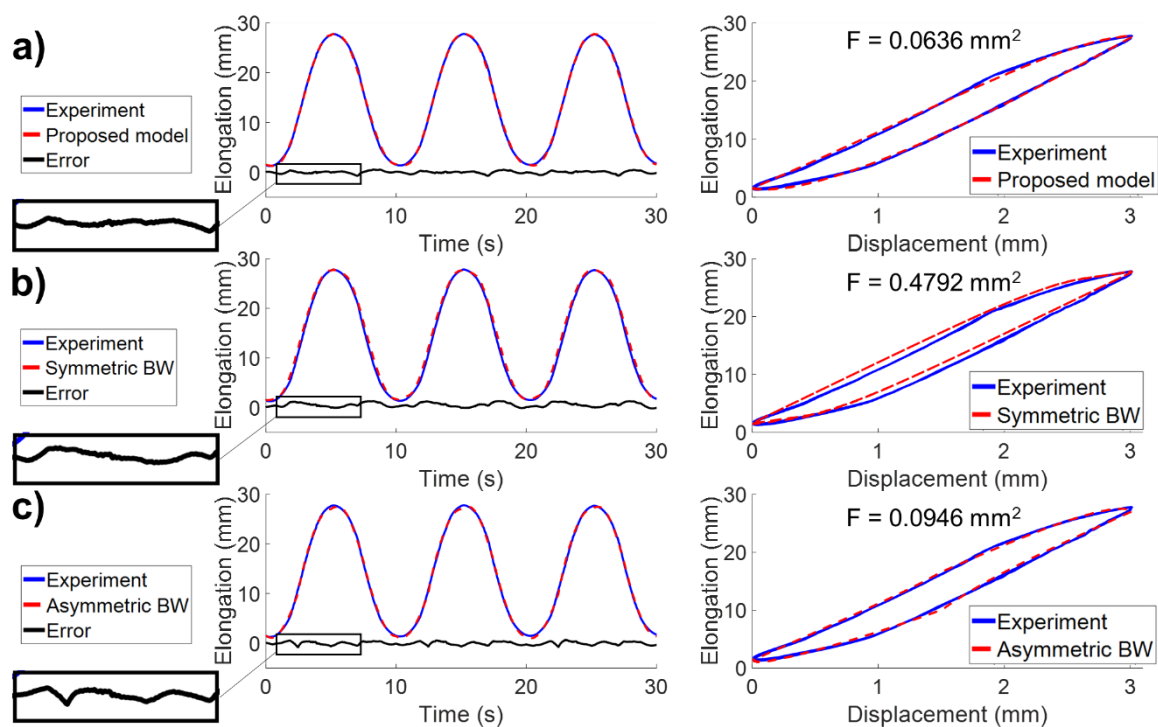 a)
Experiment
Proposed model
Error
Elongation (mm)
30
20
10
0
0 10 20 30
Time (s)
Elongation (mm)
30
20
10
0
F = 0.0636 mm²
Experiment
Proposed model
0 1 2 3
Displacement (mm)
b)
Experiment
Symmetric BW
Error
Elongation (mm)
30
20
10
0
0 10 20 30
Time (s)
Elongation (mm)
30
20
10
0
F = 0.4792 mm²
Experiment
Symmetric BW
0 1 2 3
Displacement (mm)
c)
Experiment
Asymmetric BW
Error
Elongation (mm)
30
20
10
0
0 10 20 30
Time (s)
Elongation (mm)
30
20
10
0
F = 0.0946 mm²
Experiment
Asymmetric BW
0 1 2 3
Displacement (mm)